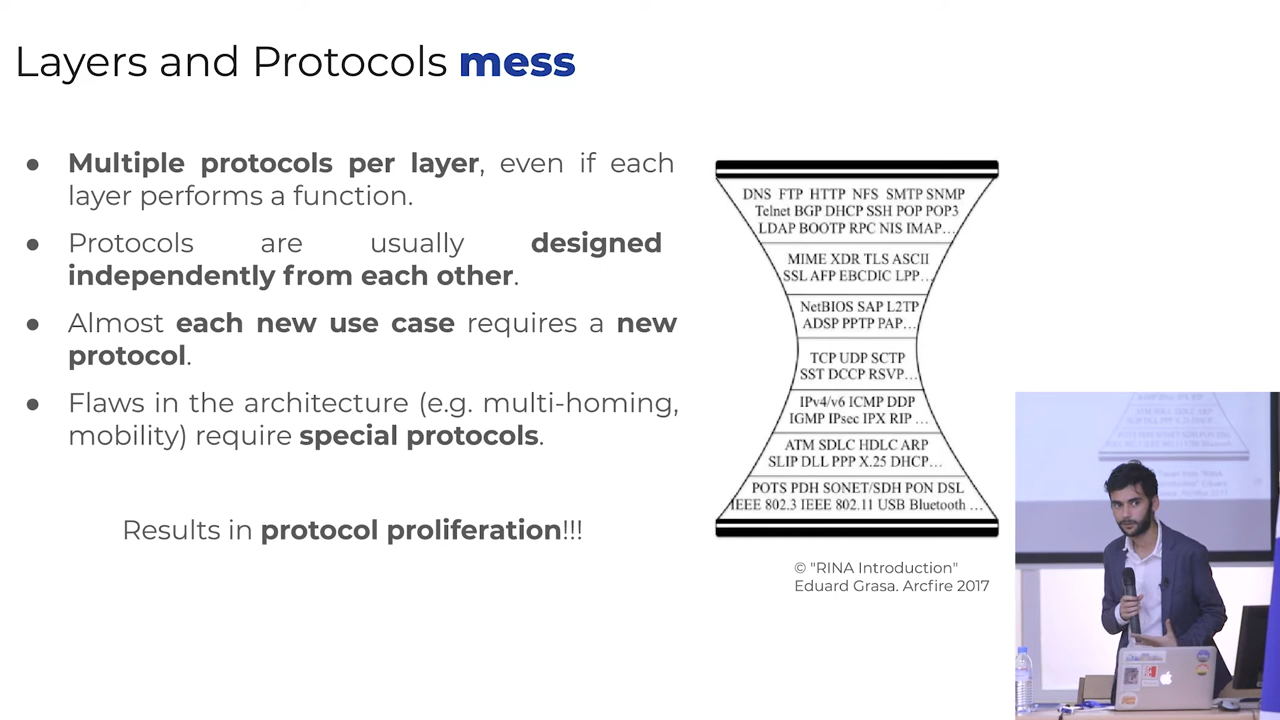 Layers and Protocols mess
● Multiple protocols per layer, even if each
layer performs a function.
● Protocols are usually designed
independently from each other.
● Almost each new use case requires a new
protocol.
● Flaws in the architecture (e.g. multi-homing,
mobility) require special protocols.
Results in protocol proliferation!!!
DNS FTP HTTP NFS SMTP SNMP
Telnet BGP DHCP SSH POP POP3
LDAP BOOTP RPC NIS IMAP...
MIME XDR TLS ASCII
SSL AFP EBCDIC LPP...
NetBIOS SAP L2TP
ADSP PPTP PAP...
TCP UDP SCTP
SST DCCP RSVP...
IPv4/v6 ICMP DDP
IGMP IPsec IPX RIP ...
ATM SDLC HDLC ARP
SLIP DLL PPP X.25 DHCP...
POTS PDH SONET/SDH PON DSL
IEEE 802.3 IEEE 802.11 USB Bluetooth ...
© "RINA Introduction"
Eduard Grasa. Arcfire 2017